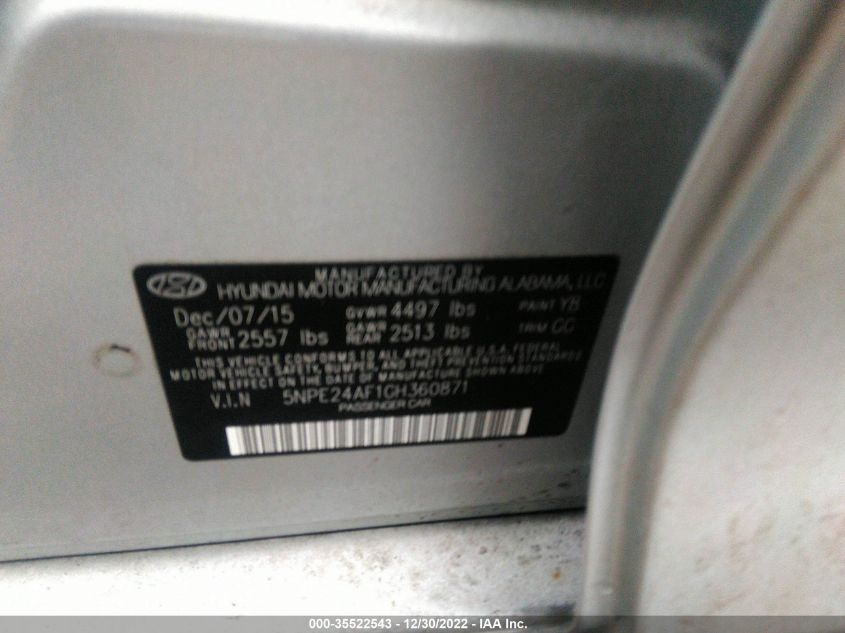 MANUFACTURED BY
HYUNDAI MOTOR MANUFACTURING ALABAMA, LLC
Dec/07/15 GVWR 4497 lbs PAINT YB
GAWR FRONT 2557 lbs GAWR REAR 2513 lbs TRIM GG
THIS VEHICLE CONFORMS TO ALL APPLICABLE U.S.A. FEDERAL
MOTOR VEHICLE SAFETY, BUMPER, AND THEFT PREVENTION STANDARDS
IN EFFECT ON THE DATE OF MANUFACTURE SHOWN ABOVE
V.I.N 5NPE24AF1GH360871
PASSENGER CAR
000-35522543 - 12/30/2022 - IAA Inc.